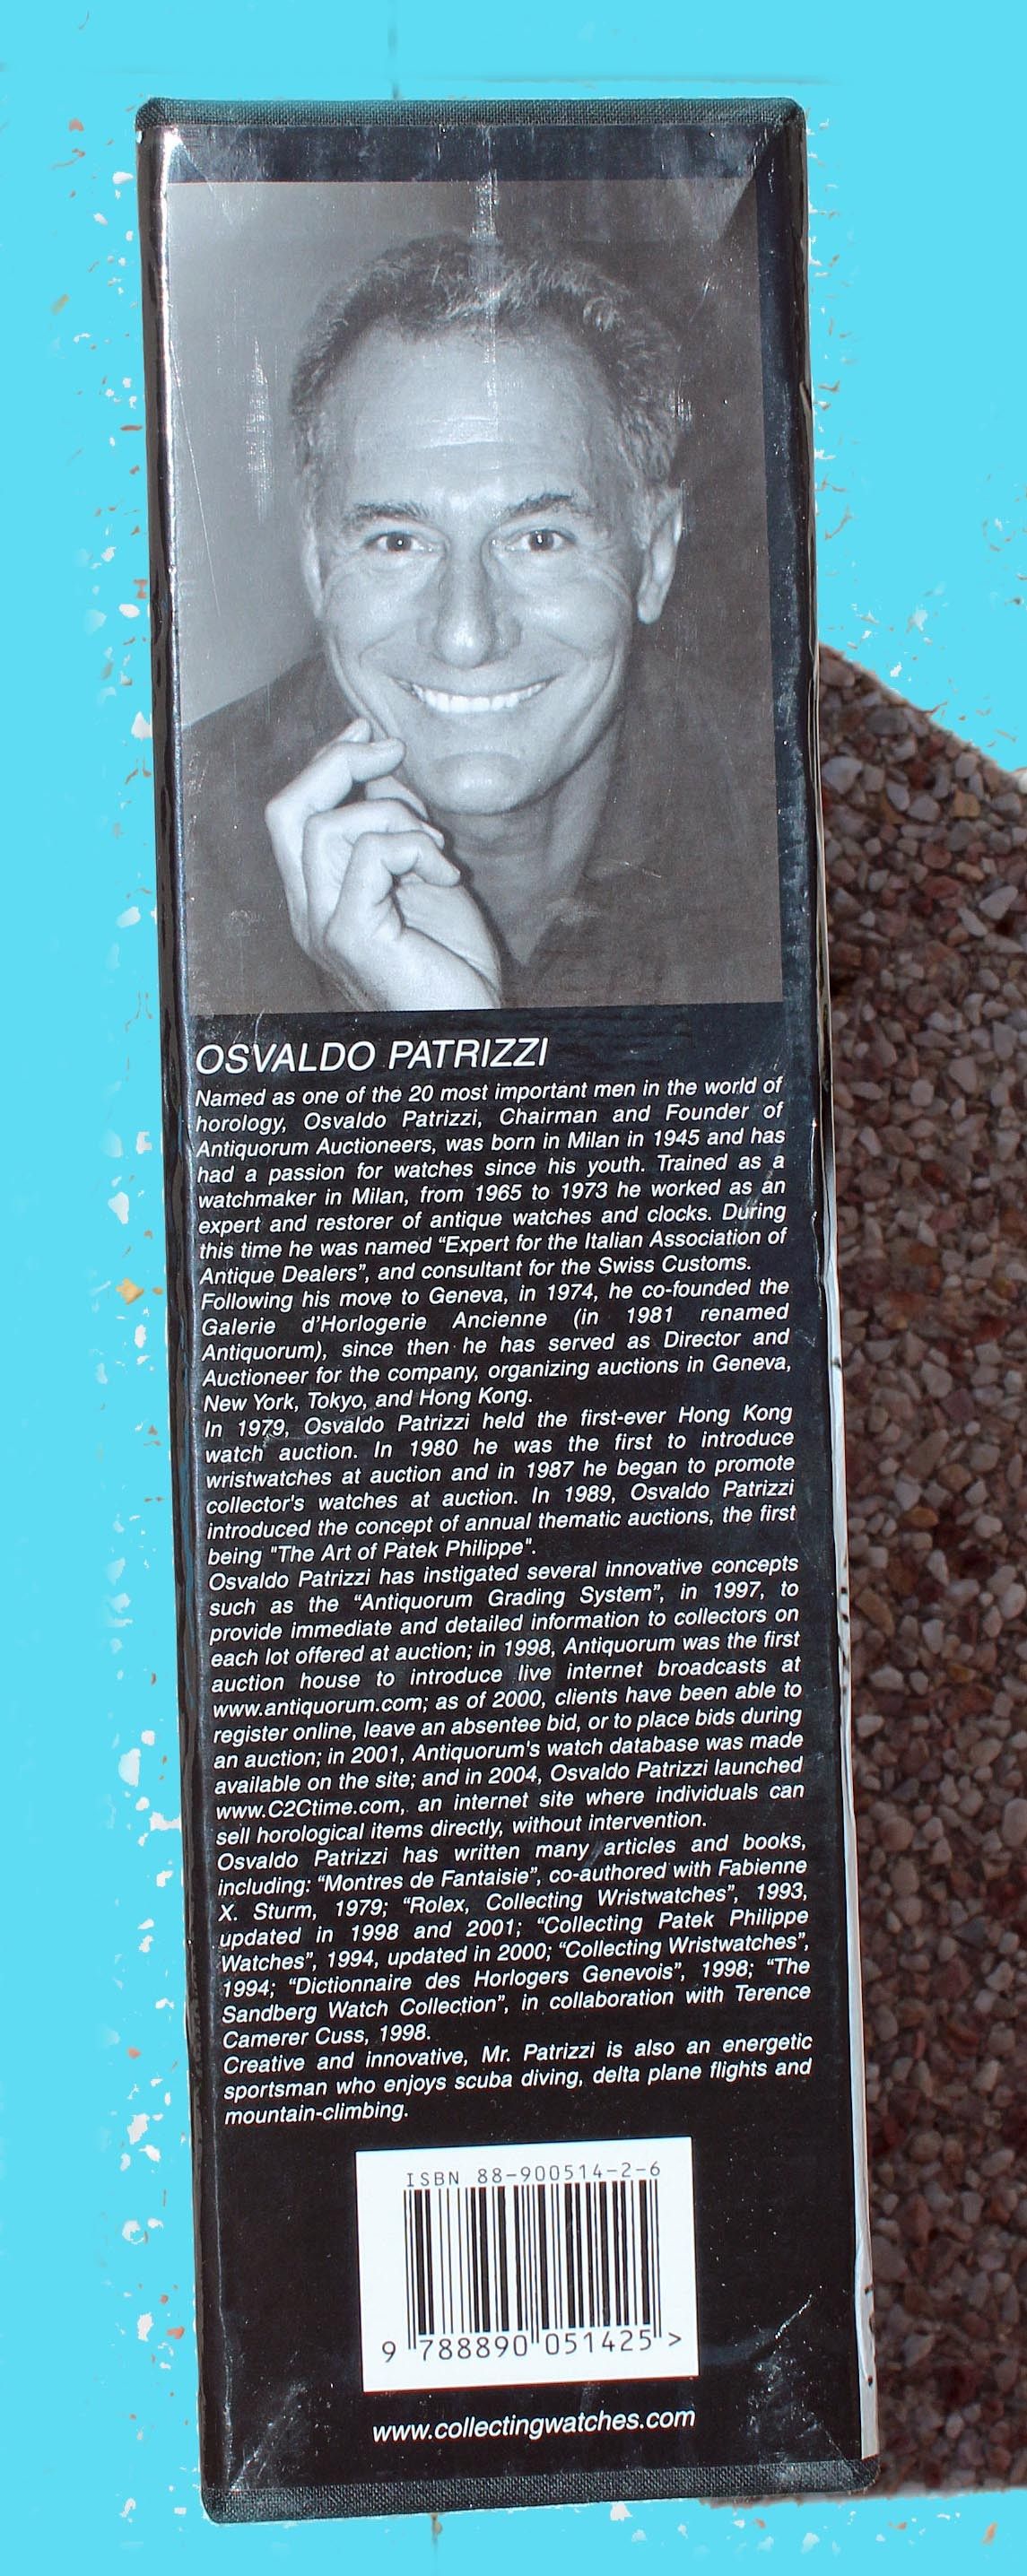 OSVALDO PATRIZZI
Named as one of the 20 most important men in the world of
horology, Osvaldo Patrizzi, Chairman and Founder of
Antiquorum Auctioneers, was born in Milan in 1945 and has
had a passion for watches since his youth. Trained as a
watchmaker in Milan, from 1965 to 1973 he worked as an
expert and restorer of antique watches and clocks. During
this time he was named “Expert for the Italian Association of
Antique Dealers”, and consultant for the Swiss Customs.
Following his move to Geneva, in 1974, he co-founded the
Galerie d’Horlogerie Ancienne (in 1981 renamed
Antiquorum), since then he has served as Director and
Auctioneer for the company, organizing auctions in Geneva,
New York, Tokyo, and Hong Kong.
In 1979, Osvaldo Patrizzi held the first-ever Hong Kong
watch auction. In 1980 he was the first to introduce
wristwatches at auction and in 1987 he began to promote
collector's watches at auction. In 1989, Osvaldo Patrizzi
introduced the concept of annual thematic auctions, the first
being "The Art of Patek Philippe".
Osvaldo Patrizzi has instigated several innovative concepts
such as the “Antiquorum Grading System”, in 1997, to
provide immediate and detailed information to collectors on
each lot offered at auction; in 1998, Antiquorum was the first
auction house to introduce live internet broadcasts at
www.antiquorum.com; as of 2000, clients have been able to
register online, leave an absentee bid, or to place bids during
an auction; in 2001, Antiquorum's watch database was made
available on the site; and in 2004, Osvaldo Patrizzi launched
www.C2Ctime.com, an internet site where individuals can
sell horological items directly, without intervention.
Osvaldo Patrizzi has written many articles and books,
including: “Montres de Fantaisie”, co-authored with Fabienne
X. Sturm, 1979; “Rolex, Collecting Wristwatches”, 1993,
updated in 1998 and 2001; “Collecting Patek Philippe
Watches”, 1994, updated in 2000; “Collecting Wristwatches”,
1994; “Dictionnaire des Horlogers Genevois”, 1998; “The
Sandberg Watch Collection”, in collaboration with Terence
Camerer Cuss, 1998.
Creative and innovative, Mr. Patrizzi is also an energetic
sportsman who enjoys scuba diving, delta plane flights and
mountain-climbing.
ISBN 88-900514-2-6
9 788890 051425 >
www.collectingwatches.com